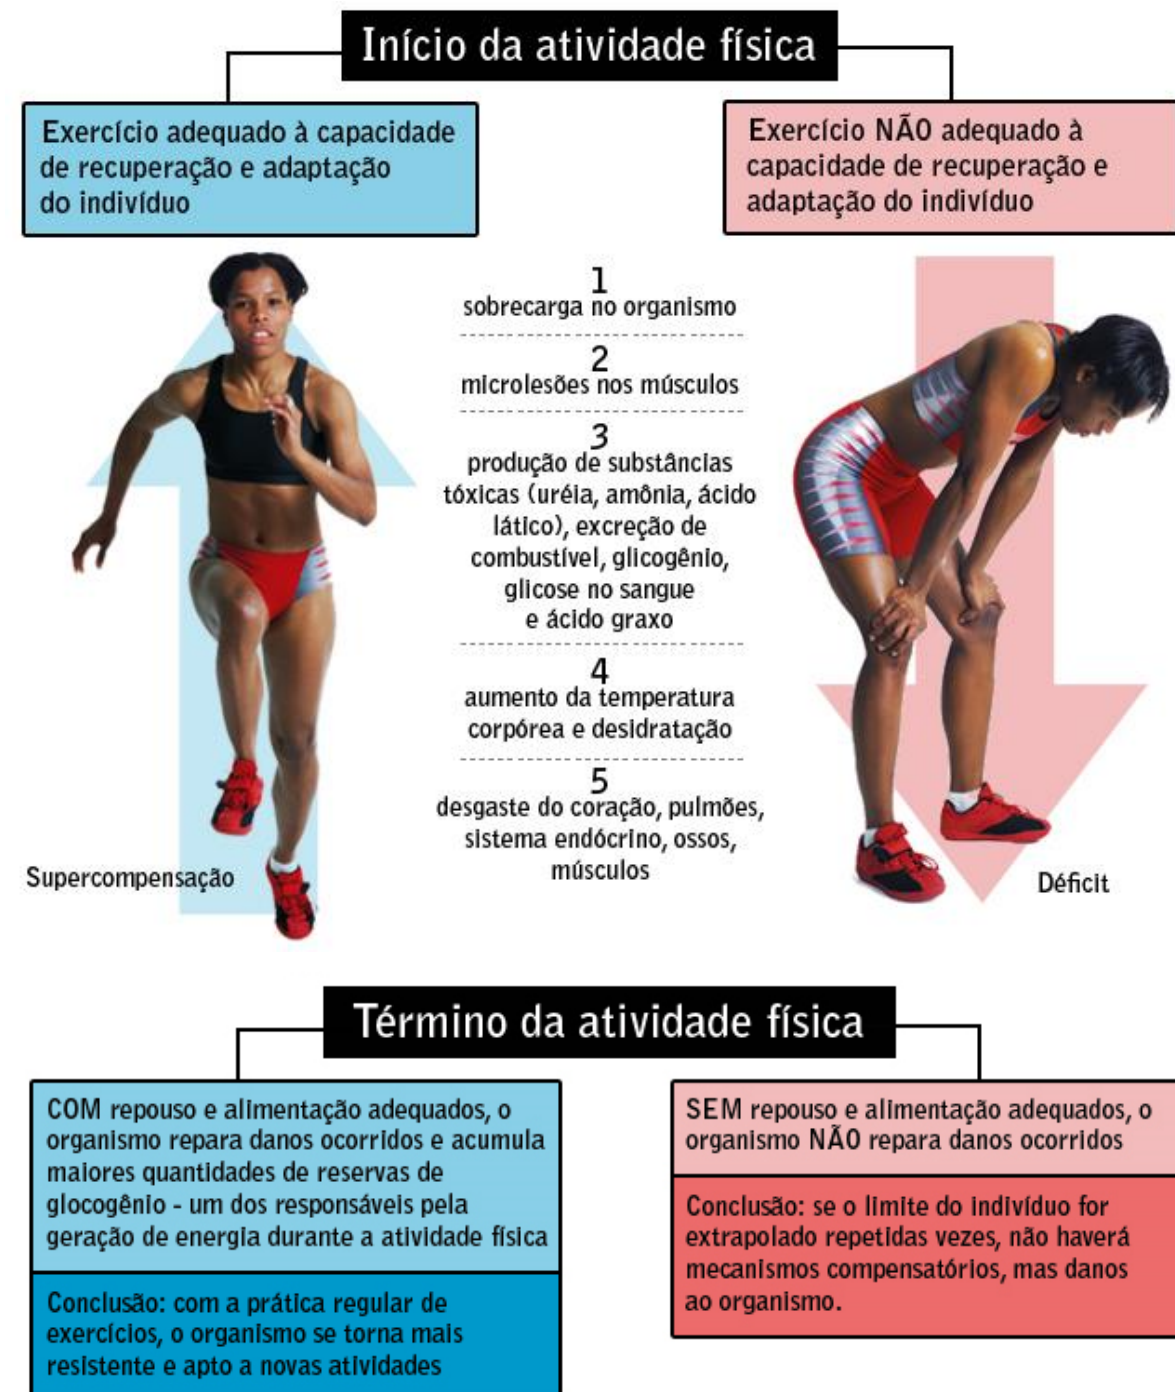 Início da atividade física
Exercício adequado à capacidade
de recuperação e adaptação
do indivíduo
Exercício NÃO adequado à
capacidade de recuperação e
adaptação do indivíduo
1
sobrecarga no organismo
2
microlesões nos músculos
3
produção de substâncias
tóxicas (uréia, amônia, ácido
lático), excreção de
combustível, glicogênio,
glicose no sangue
e ácido graxo
4
aumento da temperatura
corpórea e desidratação
5
desgaste do coração, pulmões,
sistema endócrino, ossos,
músculos
Supercompensação
Déficit
Término da atividade física
COM repouso e alimentação adequados, o
organismo repara danos ocorridos e acumula
maiores quantidades de reservas de
glocogênio - um dos responsáveis pela
geração de energia durante a atividade física
Conclusão: com a prática regular de
exercícios, o organismo se torna mais
resistente e apto a novas atividades
SEM repouso e alimentação adequados, o
organismo NÃO repara danos ocorridos
Conclusão: se o limite do indivíduo for
extrapolado repetidas vezes, não haverá
mecanismos compensatórios, mas danos
ao organismo.